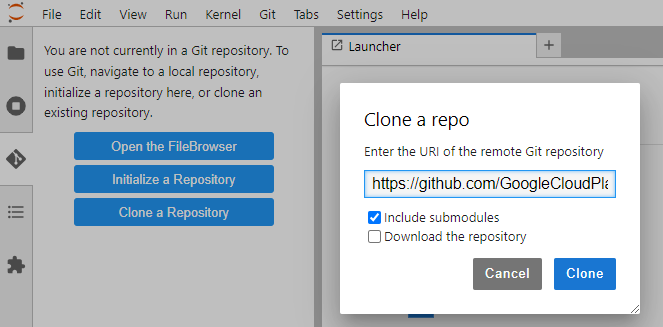 File Edit View Run Kernel Git Tabs Settings Help
You are not currently in a Git repository. To
use Git, navigate to a local repository,
initialize a repository here, or clone an
existing repository.
Open the FileBrowser
Initialize a Repository
Clone a Repository
Launcher
Clone a repo
Enter the URI of the remote Git repository
https://github.com/GoogleCloudPla
Include submodules
Download the repository
Cancel Clone